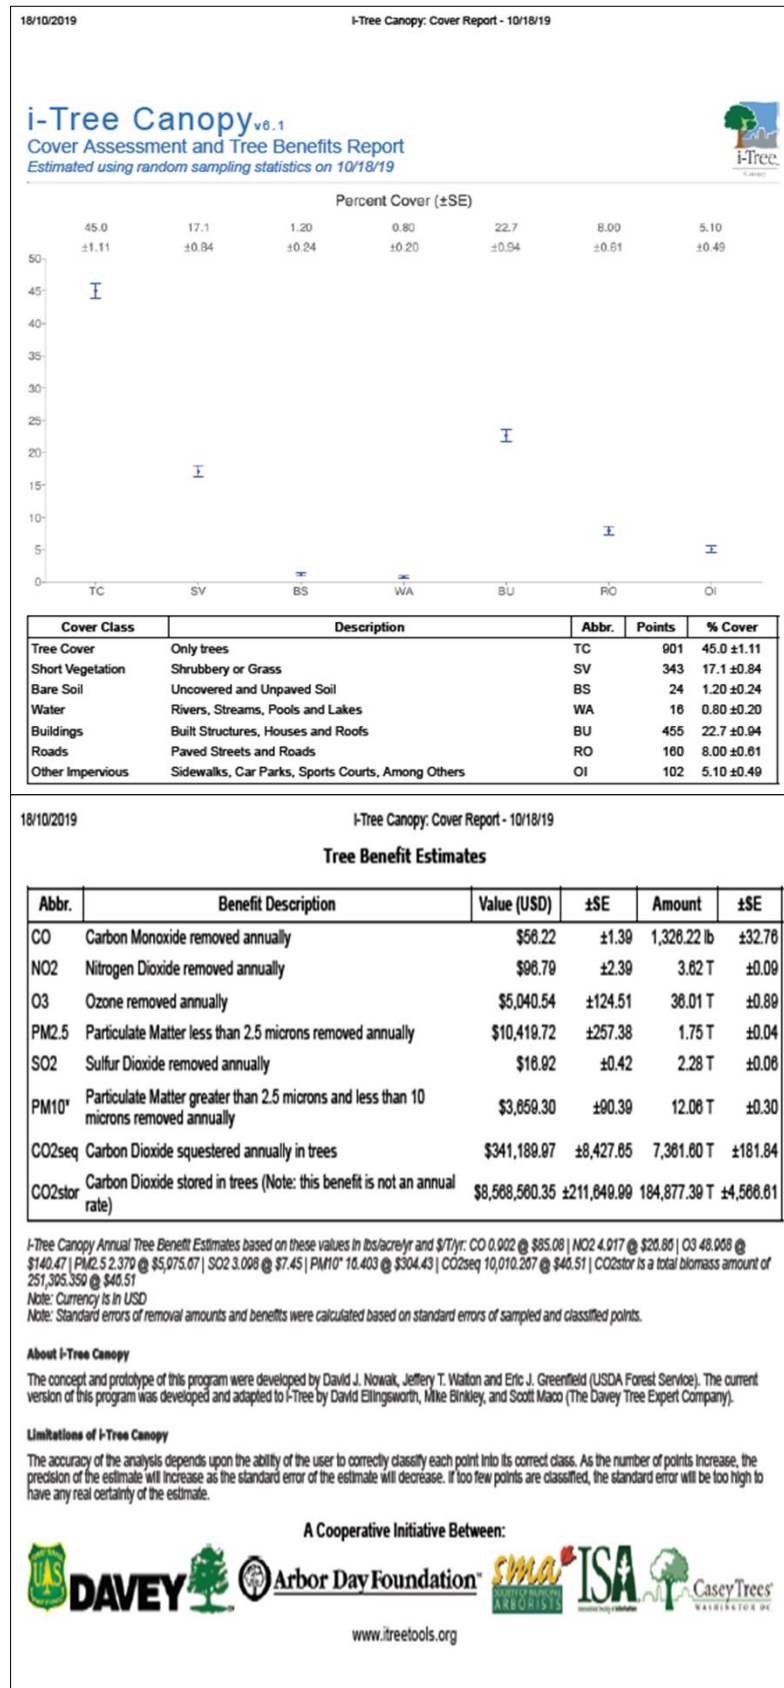 18/10/2019 i-Tree Canopy: Cover Report - 10/18/19
i-Tree Canopy v6.1
Cover Assessment and Tree Benefits Report
Estimated using random sampling statistics on 10/18/19
i-Tree
Percent Cover (±SE)
45.0 17.1 1.20 0.80 22.7 8.00 5.10
±1.11 ±0.84 ±0.24 ±0.20 ±0.94 ±0.61 ±0.49
50
45
40
35
30
25
20
15
10
5
0
TC SV BS WA BU RO OI
Cover Class Description Abbr. Points % Cover
Tree Cover Only trees TC 901 45.0 ±1.11
Short Vegetation Shrubbery or Grass SV 343 17.1 ±0.84
Bare Soil Uncovered and Unpaved Soil BS 24 1.20 ±0.24
Water Rivers, Streams, Pools and Lakes WA 16 0.80 ±0.20
Buildings Built Structures, Houses and Roofs BU 455 22.7 ±0.94
Roads Paved Streets and Roads RO 160 8.00 ±0.61
Other Impervious Sidewalks, Car Parks, Sports Courts, Among Others OI 102 5.10 ±0.49
18/10/2019 i-Tree Canopy: Cover Report - 10/18/19
Tree Benefit Estimates
Abbr. Benefit Description Value (USD) ±SE Amount ±SE
CO Carbon Monoxide removed annually $56.22 ±1.39 1,326.22 lb ±32.76
NO2 Nitrogen Dioxide removed annually $96.79 ±2.39 3.62 T ±0.09
O3 Ozone removed annually $5,040.54 ±124.51 36.01 T ±0.89
PM2.5 Particulate Matter less than 2.5 microns removed annually $10,419.72 ±257.38 1.75 T ±0.04
SO2 Sulfur Dioxide removed annually $16.92 ±0.42 2.28 T ±0.06
PM10* Particulate Matter greater than 2.5 microns and less than 10
microns removed annually $3,659.30 ±90.39 12.06 T ±0.30
CO2seq Carbon Dioxide squestered annually in trees $341,189.97 ±8,427.65 7,361.60 T ±181.84
CO2stor Carbon Dioxide stored in trees (Note: this benefit is not an annual
rate) $8,568,560.35 ±211,649.99 184,877.39 T ±4,566.61
i-Tree Canopy Annual Tree Benefit Estimates based on these values in lbs/acre/yr and $/T/yr: CO 0.902 @ $85.08 | NO2 4.917 @ $26.86 | O3 48.968 @
$140.47 | PM2.5 2.379 @ $5,975.67 | SO2 3.098 @ $7.45 | PM10* 16.403 @ $304.43 | CO2seq 10,010.267 @ $46.51 | CO2stor is a total biomass amount of
251,395.359 @ $46.51
Note: Currency is in USD
Note: Standard errors of removal amounts and benefits were calculated based on standard errors of sampled and classified points.
About i-Tree Canopy
The concept and prototype of this program were developed by David J. Nowak, Jeffery T. Walton and Eric J. Greenfield (USDA Forest Service). The current
version of this program was developed and adapted to i-Tree by David Ellingsworth, Mike Binkley, and Scott Maco (The Davey Tree Expert Company).
Limitations of i-Tree Canopy
The accuracy of the analysis depends upon the ability of the user to correctly classify each point into its correct class. As the number of points increase, the
precision of the estimate will increase as the standard error of the estimate will decrease. If too few points are classified, the standard error will be too high to
have any real certainty of the estimate.
A Cooperative Initiative Between:
UAS DAVEY Arbor Day Foundation sma SOCIETY OF MUNICIPAL ARBORISTS ISA Casey Trees WASHINGTON DC
www.itreetools.org